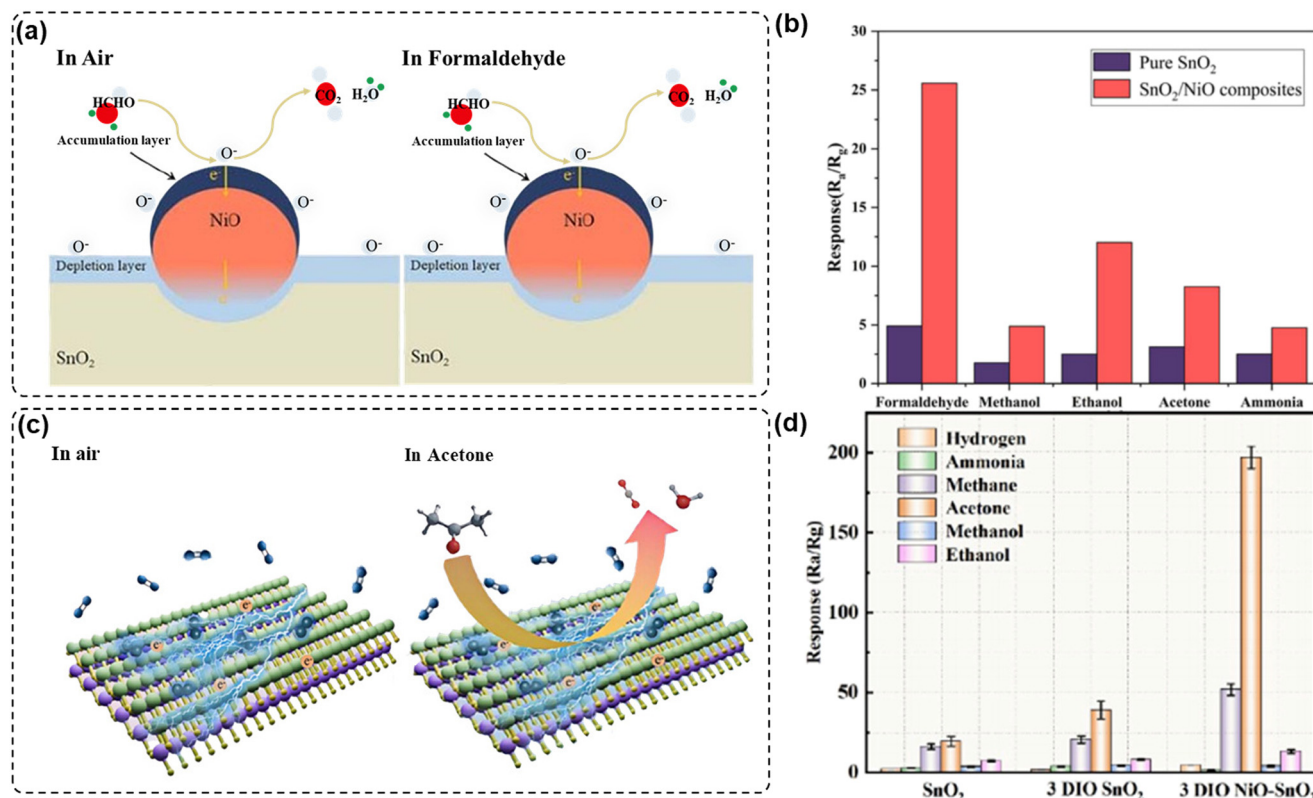 (a)
In Air
HCHO
CO₂ H₂O
Accumulation layer
O⁻
e⁻
O⁻
O⁻
NiO
O⁻
O⁻
Depletion layer
SnO₂
In Formaldehyde
HCHO
CO₂ H₂O
Accumulation layer
O⁻
e⁻
O⁻
O⁻
NiO
O⁻
O⁻
Depletion layer
SnO₂
(b)
30
25
20
15
10
5
0
Response(Rₐ/R_g)
Pure SnO₂
SnO₂/NiO composites
Formaldehyde Methanol Ethanol Acetone Ammonia
(c)
In air
e⁻
e⁻
e⁻
e⁻
In Acetone
e⁻
e⁻
e⁻
e⁻
(d)
200
150
100
50
0
Response (Ra/Rg)
Hydrogen
Ammonia
Methane
Acetone
Methanol
Ethanol
SnO₂ 3 DIO SnO₂ 3 DIO NiO-SnO₂